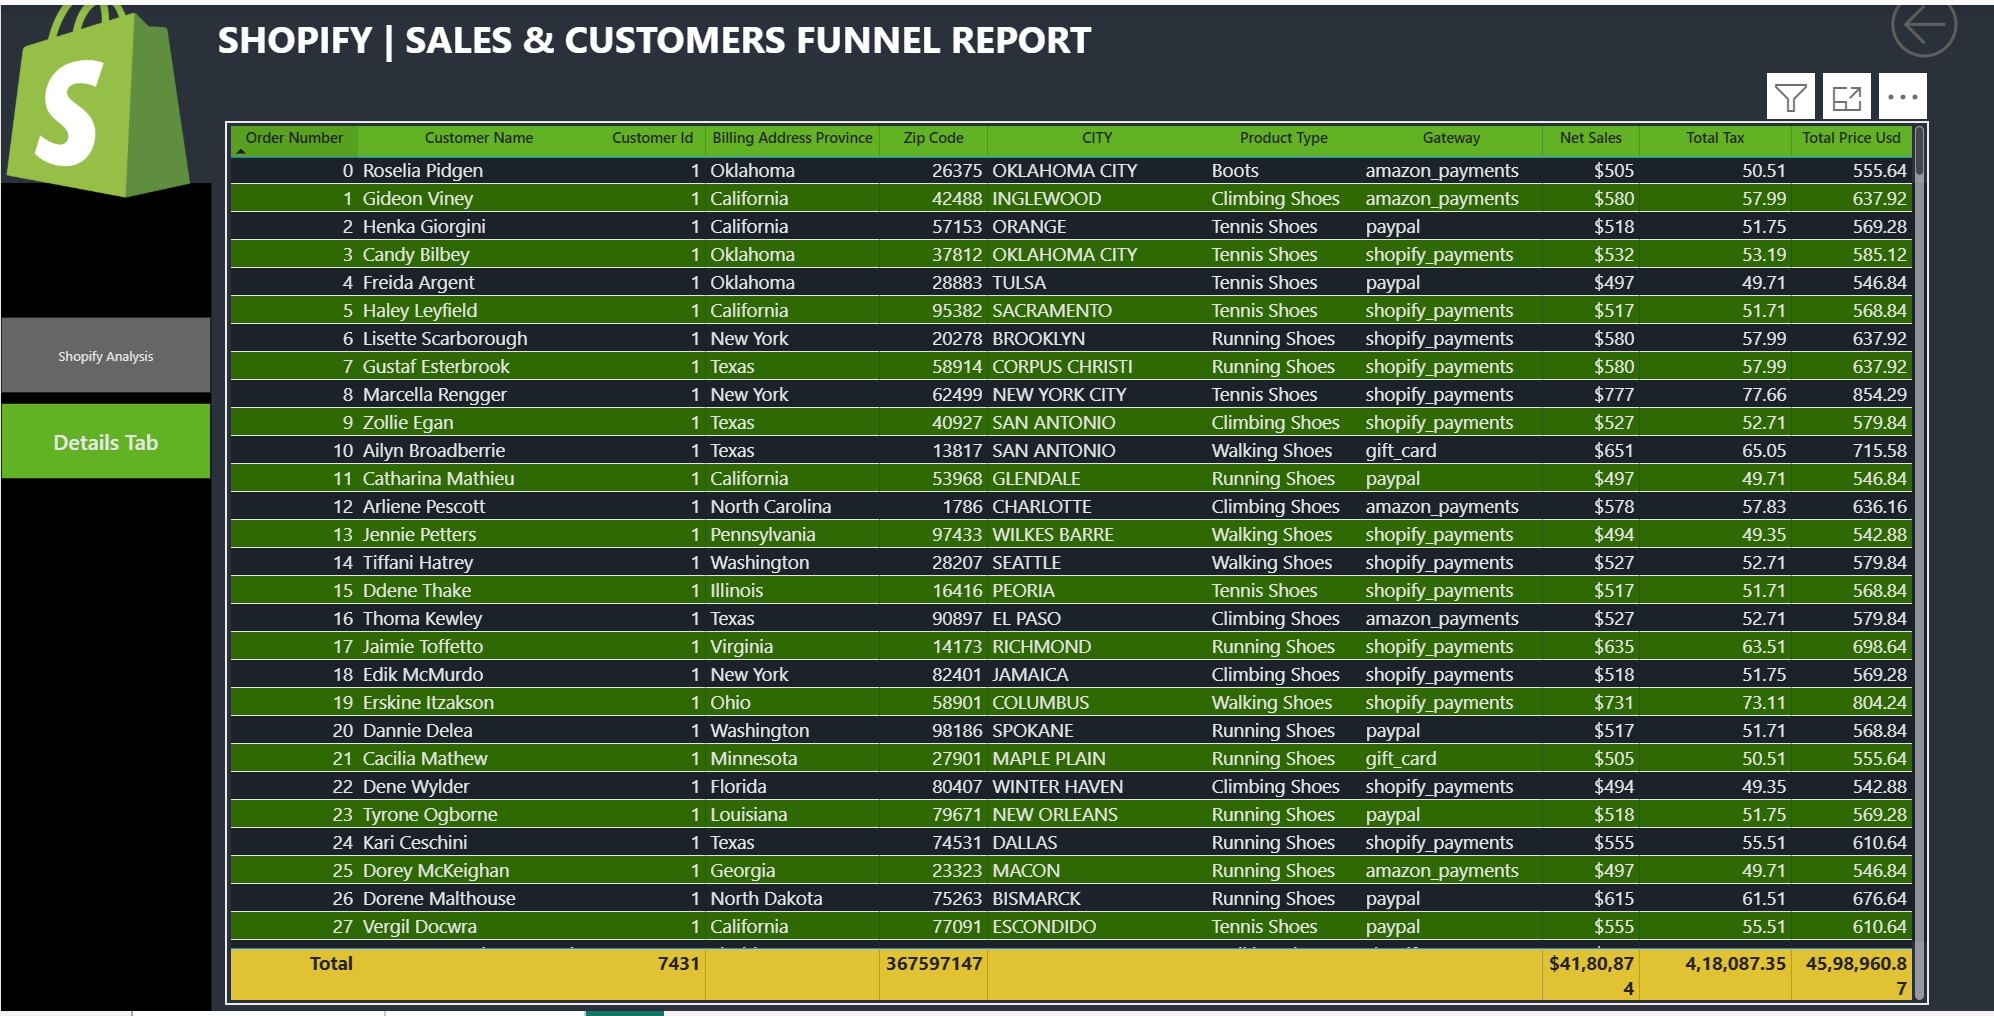 SHOPIFY | SALES & CUSTOMERS FUNNEL REPORT
S
Shopify Analysis
Details Tab
Order Number Customer Name Customer Id Billing Address Province Zip Code CITY Product Type Gateway Net Sales Total Tax Total Price Usd
0 Roselia Pidgen 1 Oklahoma 26375 OKLAHOMA CITY Boots amazon_payments $505 50.51 555.64
1 Gideon Viney 1 California 42488 INGLEWOOD Climbing Shoes amazon_payments $580 57.99 637.92
2 Henka Giorgini 1 California 57153 ORANGE Tennis Shoes paypal $518 51.75 569.28
3 Candy Bilbey 1 Oklahoma 37812 OKLAHOMA CITY Tennis Shoes shopify_payments $532 53.19 585.12
4 Freida Argent 1 Oklahoma 28883 TULSA Tennis Shoes paypal $497 49.71 546.84
5 Haley Leyfield 1 California 95382 SACRAMENTO Tennis Shoes shopify_payments $517 51.71 568.84
6 Lisette Scarborough 1 New York 20278 BROOKLYN Running Shoes shopify_payments $580 57.99 637.92
7 Gustaf Esterbrook 1 Texas 58914 CORPUS CHRISTI Running Shoes shopify_payments $580 57.99 637.92
8 Marcella Rengger 1 New York 62499 NEW YORK CITY Tennis Shoes shopify_payments $777 77.66 854.29
9 Zollie Egan 1 Texas 40927 SAN ANTONIO Climbing Shoes shopify_payments $527 52.71 579.84
10 Ailyn Broadberrie 1 Texas 13817 SAN ANTONIO Walking Shoes gift_card $651 65.05 715.58
11 Catharina Mathieu 1 California 53968 GLENDALE Running Shoes paypal $497 49.71 546.84
12 Arliene Pescott 1 North Carolina 1786 CHARLOTTE Climbing Shoes amazon_payments $578 57.83 636.16
13 Jennie Petters 1 Pennsylvania 97433 WILKES BARRE Walking Shoes shopify_payments $494 49.35 542.88
14 Tiffani Hatrey 1 Washington 28207 SEATTLE Walking Shoes shopify_payments $527 52.71 579.84
15 Ddene Thake 1 Illinois 16416 PEORIA Tennis Shoes shopify_payments $517 51.71 568.84
16 Thoma Kewley 1 Texas 90897 EL PASO Climbing Shoes amazon_payments $527 52.71 579.84
17 Jaimie Toffetto 1 Virginia 14173 RICHMOND Running Shoes shopify_payments $635 63.51 698.64
18 Edik McMurdo 1 New York 82401 JAMAICA Climbing Shoes shopify_payments $518 51.75 569.28
19 Erskine Itzakson 1 Ohio 58901 COLUMBUS Walking Shoes shopify_payments $731 73.11 804.24
20 Dannie Delea 1 Washington 98186 SPOKANE Running Shoes paypal $517 51.71 568.84
21 Cacilia Mathew 1 Minnesota 27901 MAPLE PLAIN Running Shoes gift_card $505 50.51 555.64
22 Dene Wylder 1 Florida 80407 WINTER HAVEN Climbing Shoes shopify_payments $494 49.35 542.88
23 Tyrone Ogborne 1 Louisiana 79671 NEW ORLEANS Running Shoes paypal $518 51.75 569.28
24 Kari Ceschini 1 Texas 74531 DALLAS Running Shoes shopify_payments $555 55.51 610.64
25 Dorey McKeighan 1 Georgia 23323 MACON Running Shoes amazon_payments $497 49.71 546.84
26 Dorene Malthouse 1 North Dakota 75263 BISMARCK Running Shoes paypal $615 61.51 676.64
27 Vergil Docwra 1 California 77091 ESCONDIDO Tennis Shoes paypal $555 55.51 610.64
Total 7431 367597147 $41,80,87 4,18,087.35 45,98,960.8
4 7